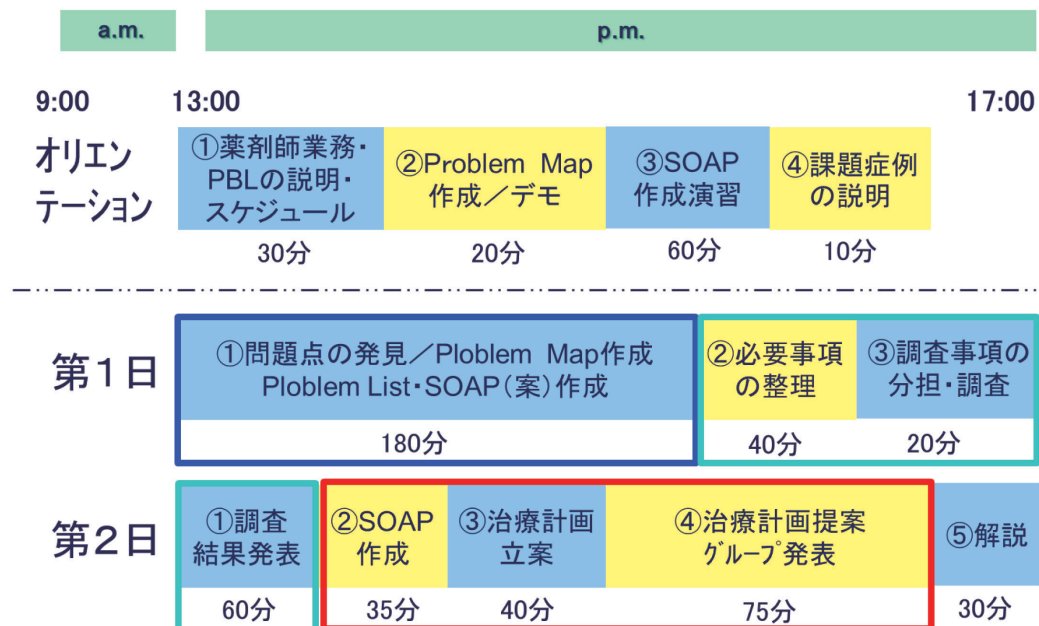 a.m.
p.m.
9:00
13:00
17:00
オリエン
テーション
①薬剤師業務・
PBLの説明・
スケジュール
30分
②Problem Map
作成／デモ
20分
③SOAP
作成演習
60分
④課題症例
の説明
10分
第１日
①問題点の発見／Ploblem Map作成
Ploblem List・SOAP（案）作成
180分
②必要事項
の整理
40分
③調査事項の
分担・調査
20分
第２日
①調査
結果発表
60分
②SOAP
作成
35分
③治療計画
立案
40分
④治療計画提案
ｸﾞﾙｰﾌﾟ発表
75分
⑤解説
30分